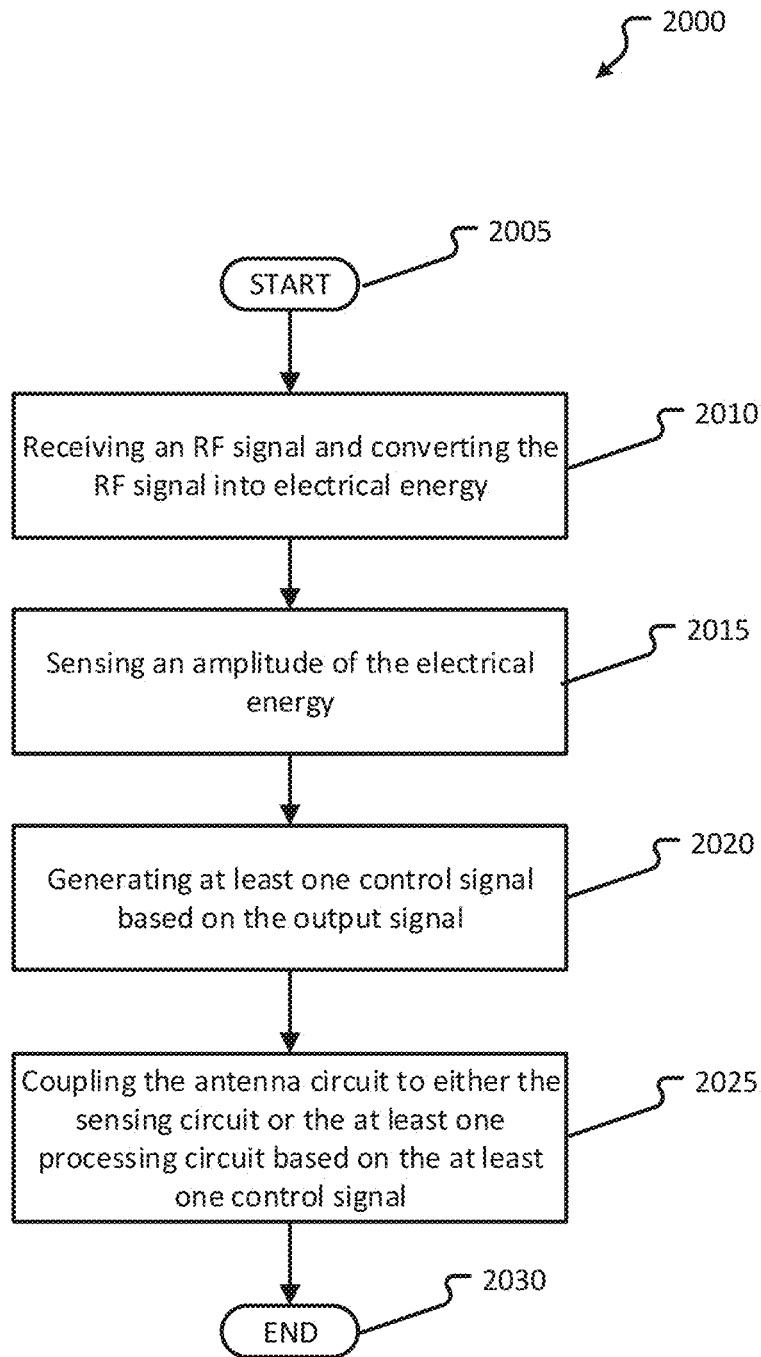 2000
2005
START
2010
Receiving an RF signal and converting the
RF signal into electrical energy
2015
Sensing an amplitude of the electrical
energy
2020
Generating at least one control signal
based on the output signal
2025
Coupling the antenna circuit to either the
sensing circuit or the at least one
processing circuit based on the at least
one control signal
2030
END